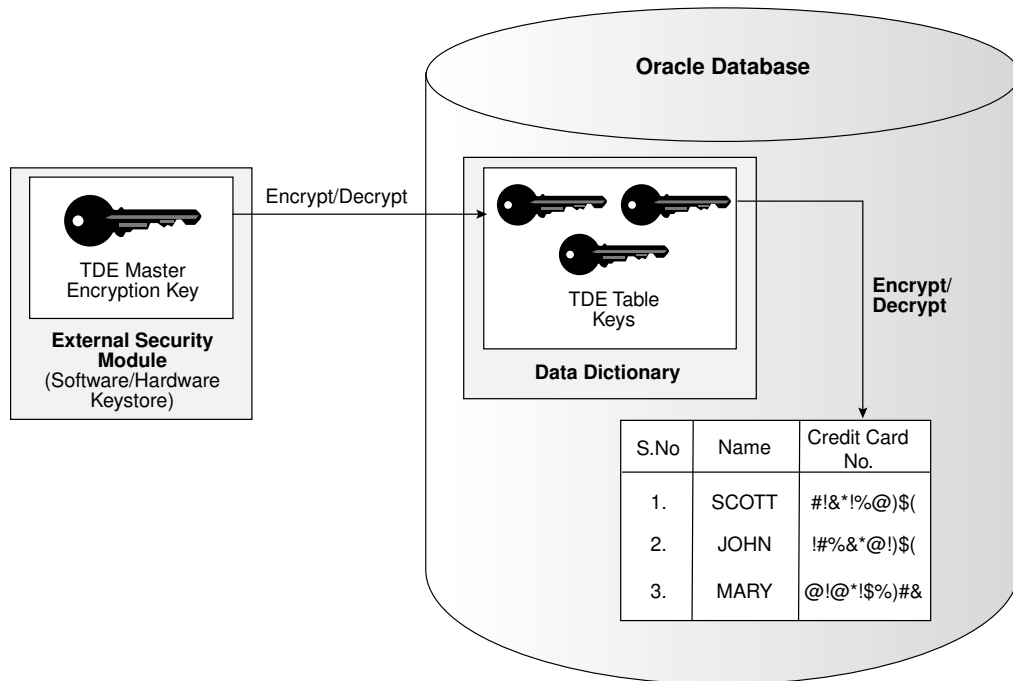 Oracle Database
Encrypt/Decrypt
TDE Master
Encryption Key
External Security
Module
(Software/Hardware
Keystore)
TDE Table
Keys
Data Dictionary
Encrypt/
Decrypt
S.No Name Credit Card
No.
1. SCOTT #!&*!%@)$(
2. JOHN !#%&*@!)$(
3. MARY @!@*!$%)#&